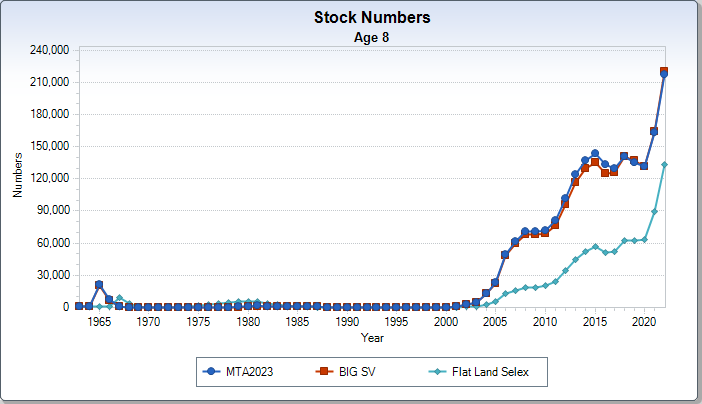 Stock Numbers
Age 8
240,000
210,000
180,000
150,000
120,000
90,000
60,000
30,000
0
Numbers
1965 1970 1975 1980 1985 1990 1995 2000 2005 2010 2015 2020
Year
MTA2023 BIG SV Flat Land Selex